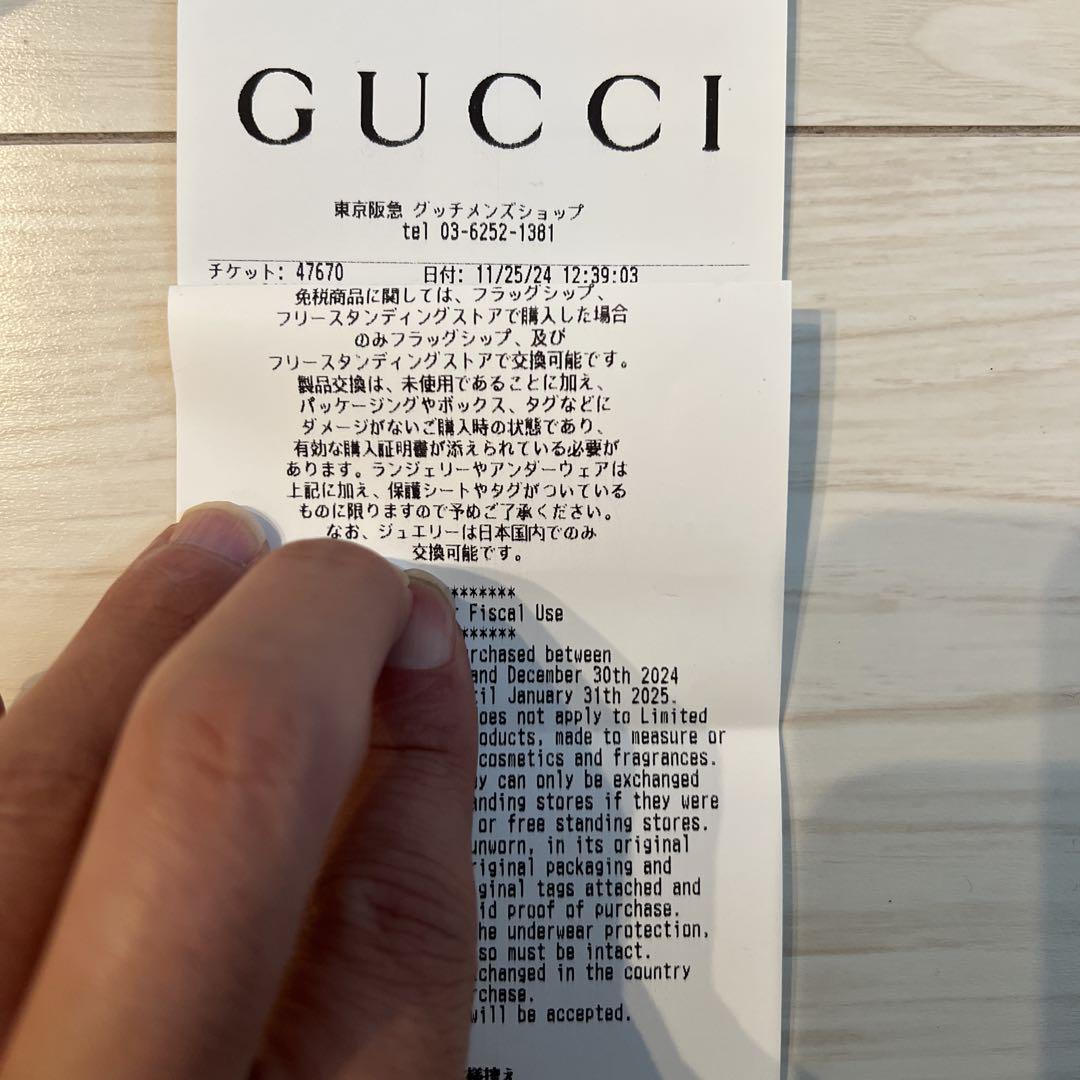 GUCCI
東京阪急 グッチメンズショップ
tel 03-6252-1381
チケット: 47670 日付: 11/25/24 12:39:03
免税商品に関しては、フラッグシップ、
フリースタンディングストアで購入した場合
のみフラッグシップ、及び
フリースタンディングストアで交換可能です。
製品交換は、未使用であることに加え、
パッケージングやボックス、タグなどに
ダメージがないご購入時の状態であり、
有効な購入証明書が添えられている必要が
あります。ランジェリーやアンダーウェアは
上記に加え、保護シートやタグがついている
ものに限りますので予めご了承ください。
なお、ジュエリーは日本国内でのみ
交換可能です。
*******
Fiscal Use
*******
between
and December 30th 2024
January 31th 2025.
not apply to Limited
made to measure or
cosmetics and fragrances.
can only be exchanged
stores if they were
or free standing stores.
unworn, in its original
packaging and
tags attached and
proof of purchase.
underwear protection,
must be intact.
in the country
will be accepted.